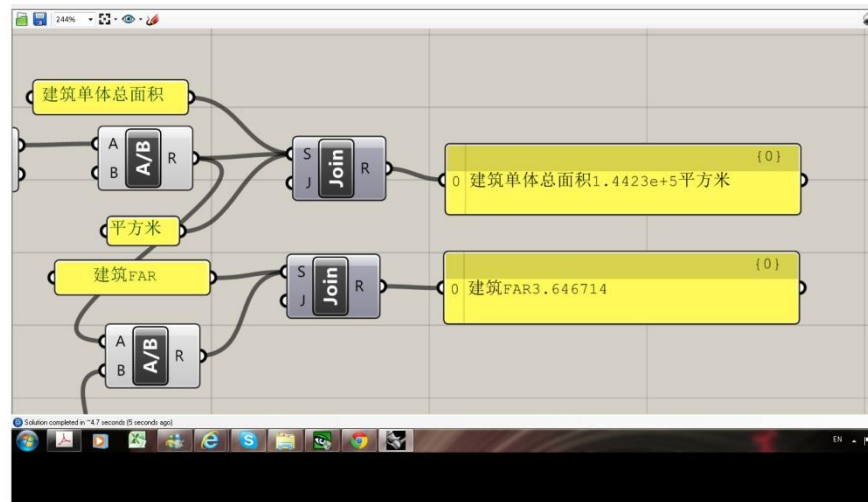 244%
建筑单体总面积
A
B
A/B
R
S
J
Join
R
{0}
0 建筑单体总面积1.4423e+5平方米
平方米
建筑FAR
S
J
Join
R
{0}
0 建筑FAR3.646714
A
B
A/B
R
Solution completed in ~4.7 seconds (5 seconds ago)
EN